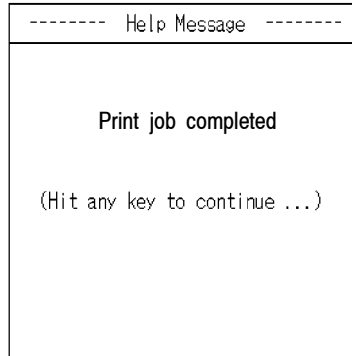 -------- Help Message --------
Print job completed
(Hit any key to continue ...)